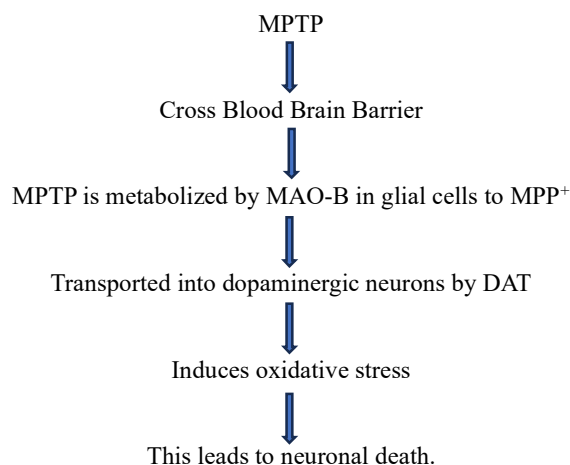 MPTP
Cross Blood Brain Barrier
MPTP is metabolized by MAO-B in glial cells to MPP⁺
Transported into dopaminergic neurons by DAT
Induces oxidative stress
This leads to neuronal death.